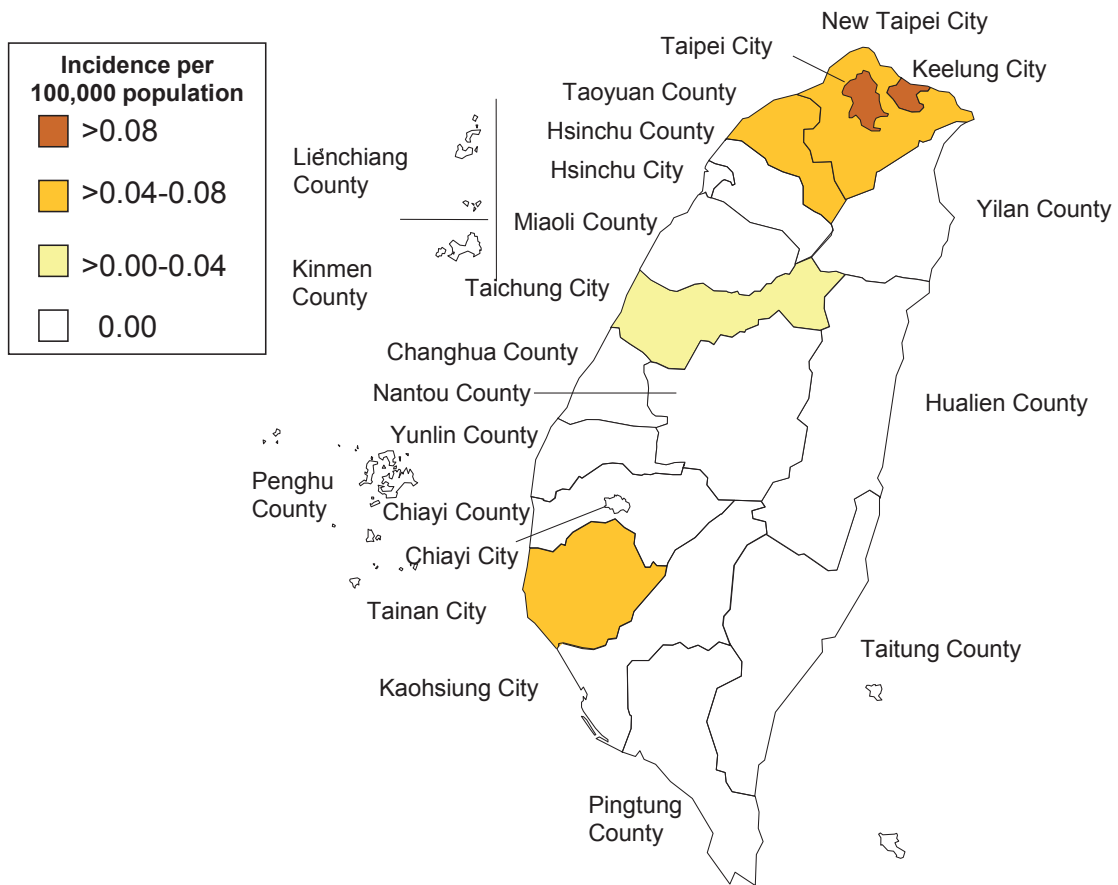 Incidence per
100,000 population
>0.08
>0.04-0.08
>0.00-0.04
0.00
New Taipei City
Taipei City
Keelung City
Taoyuan County
Hsinchu County
Hsinchu City
Lienchiang
County
Miaoli County
Yilan County
Kinmen
County
Taichung City
Changhua County
Nantou County
Hualien County
Yunlin County
Penghu
County
Chiayi County
Chiayi City
Tainan City
Taitung County
Kaohsiung City
Pingtung
County